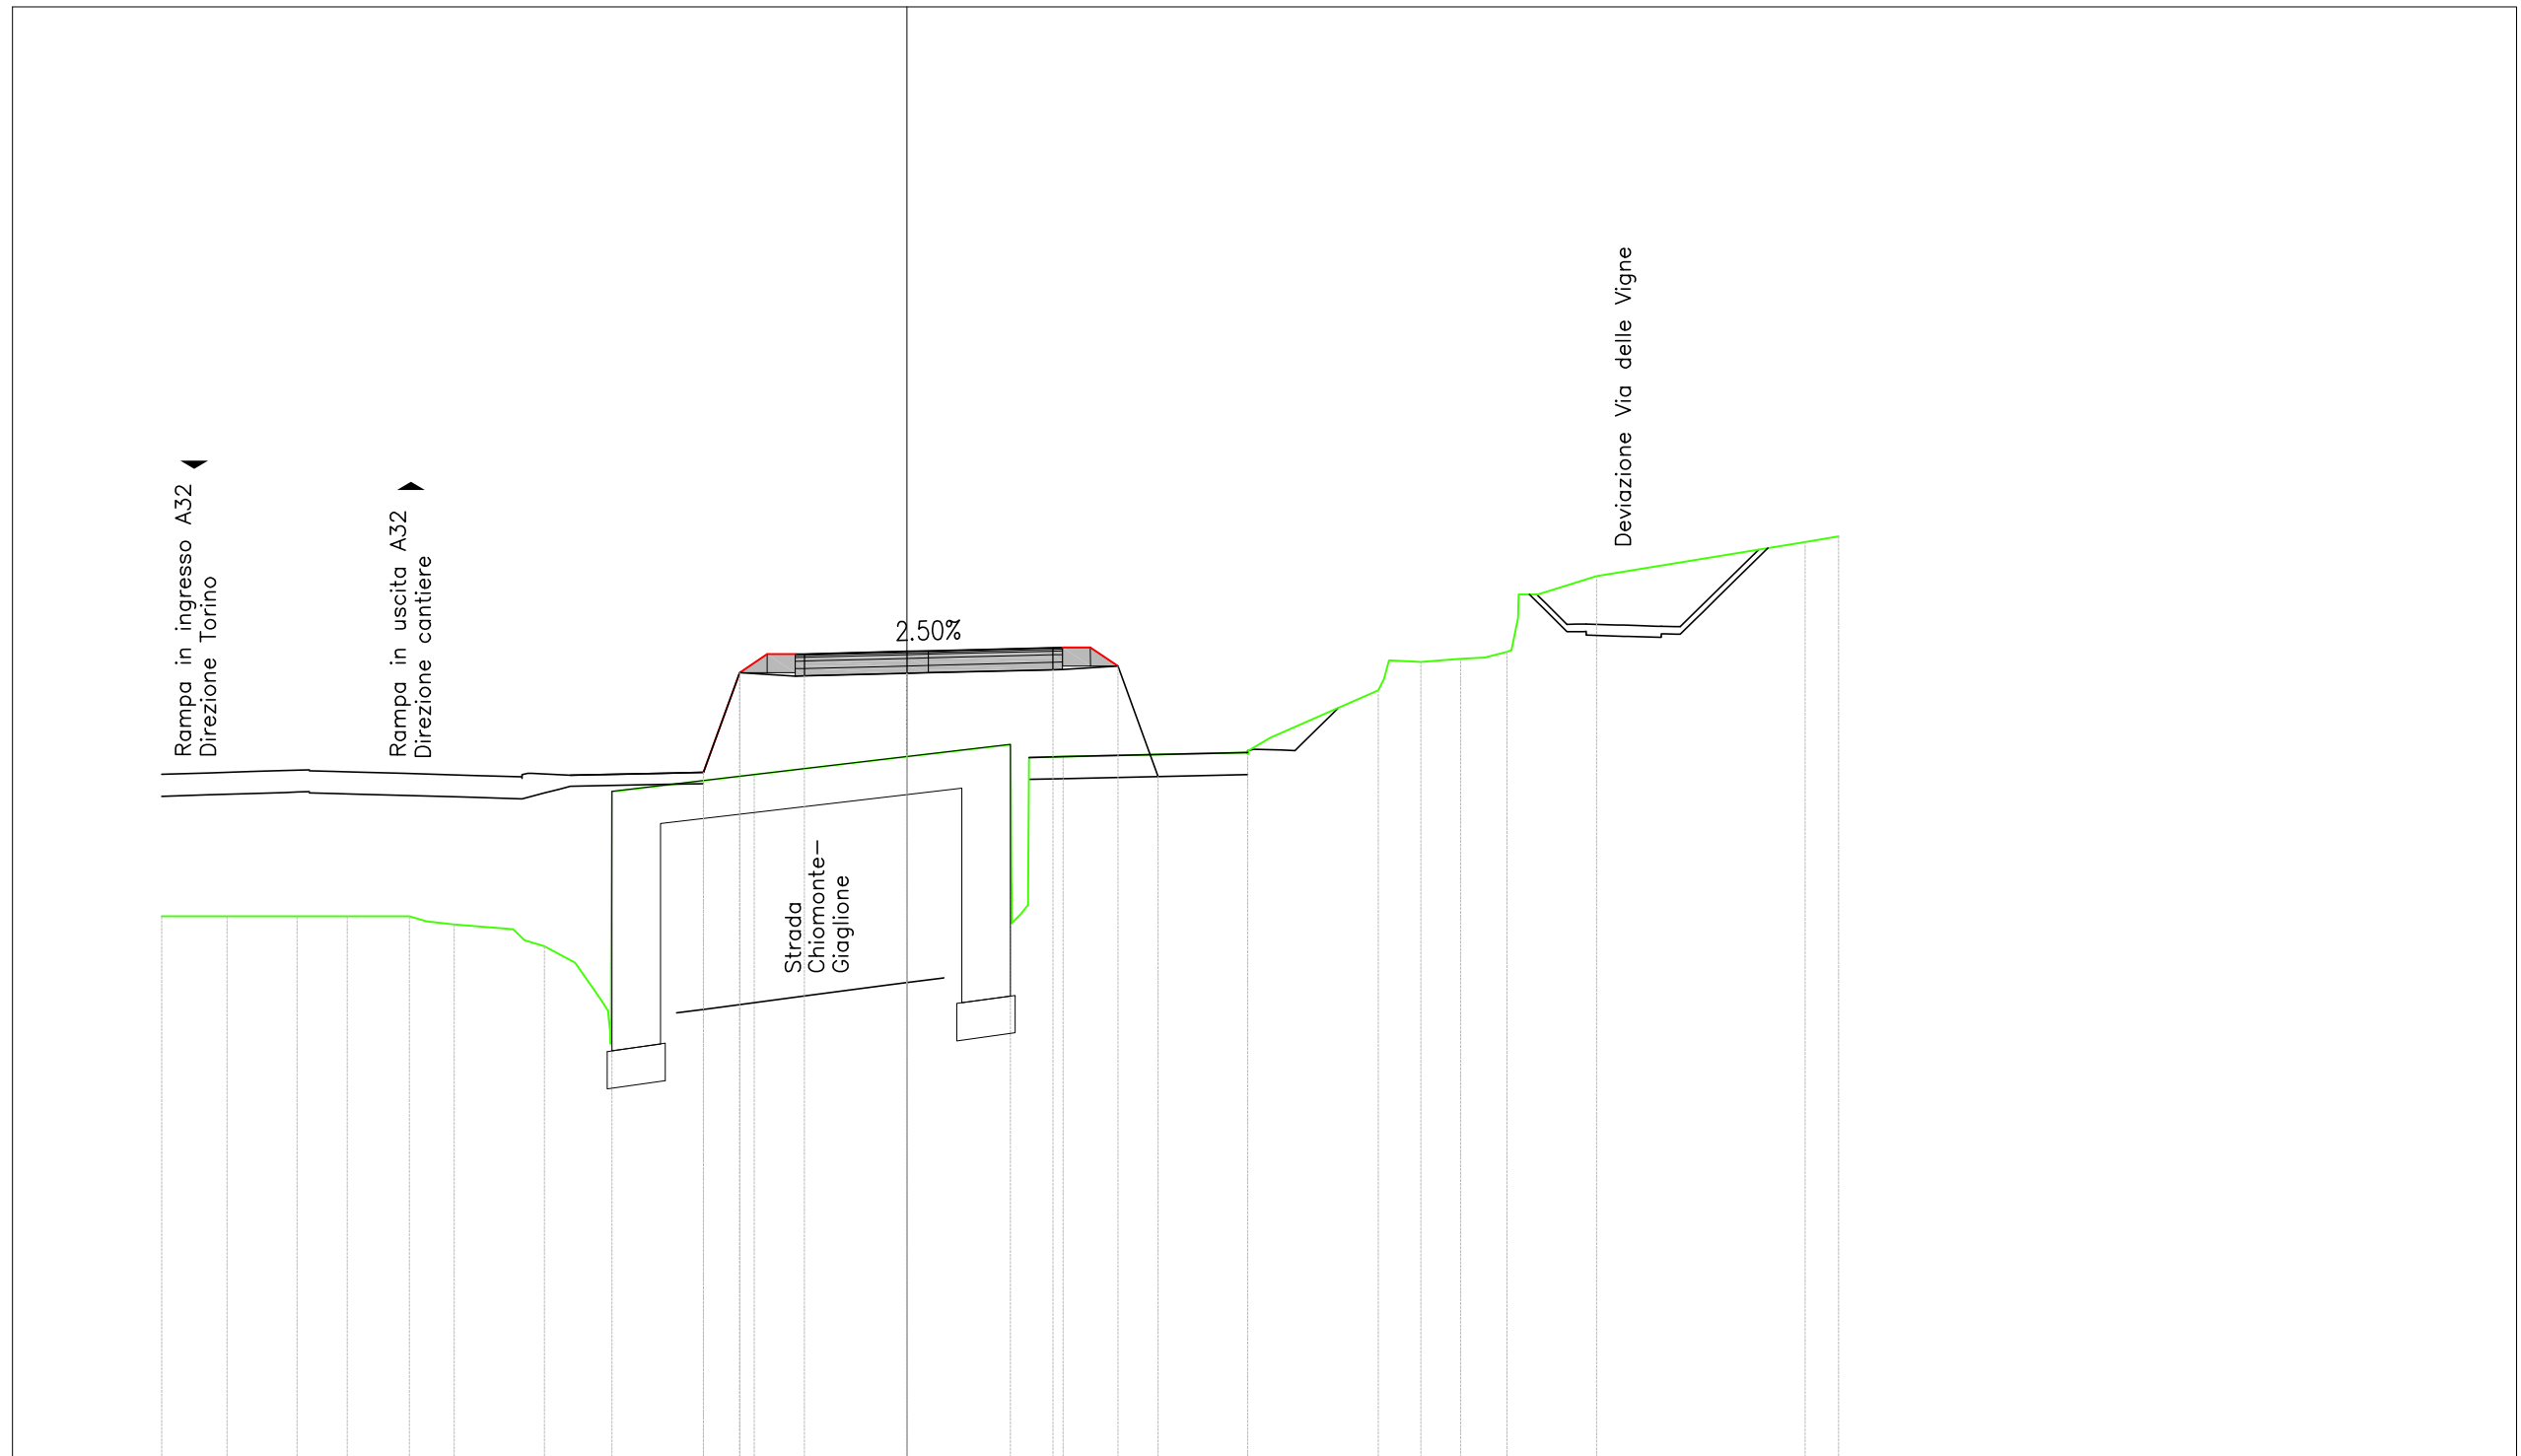 Rampa in ingresso A32
Direzione Torino
Rampa in uscita A32
Direzione cantiere
2.50%
Strada
Chiomonte-
Giaglione
Deviazione Via delle Vigne